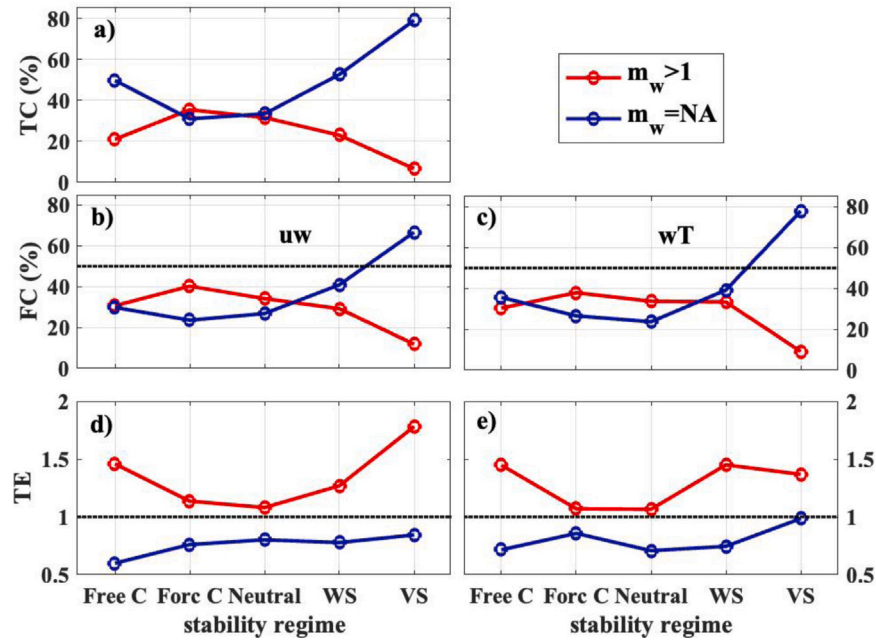 a)
TC (%)
80
60
40
20
0
m_w>1
m_w=NA
b)
uw
FC (%)
80
60
40
20
0
c)
wT
80
60
40
20
0
d)
TE
2
1.5
1
0.5
Free C Forc C Neutral WS VS
stability regime
e)
2
1.5
1
0.5
Free C Forc C Neutral WS VS
stability regime